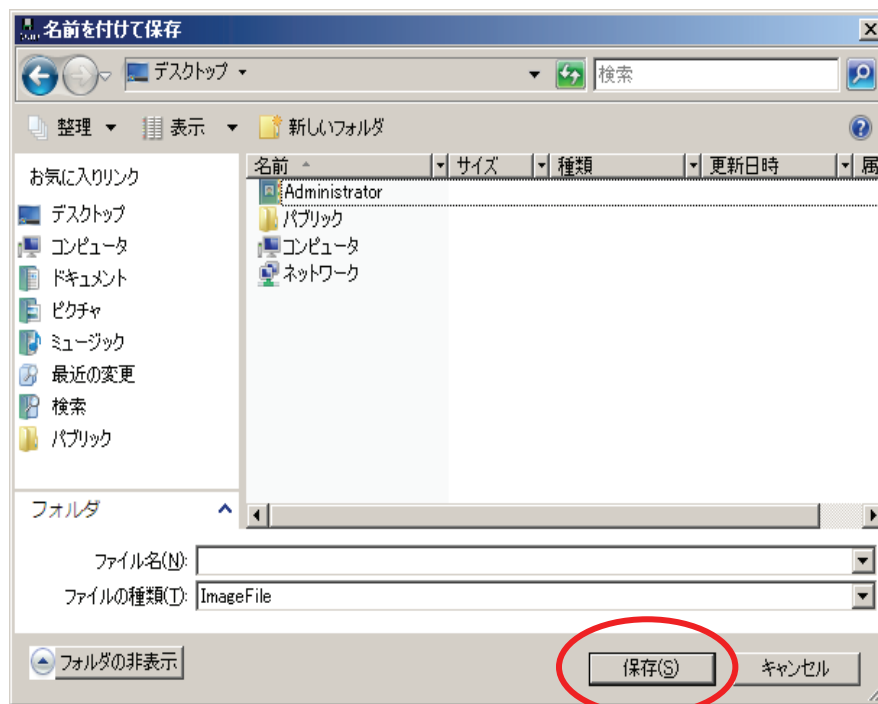 名前を付けて保存
デスクトップ
検索
整理 表示 新しいフォルダ
お気に入りリンク
デスクトップ
コンピュータ
ドキュメント
ピクチャ
ミュージック
最近の変更
検索
パブリック
フォルダ
名前 サイズ 種類 更新日時 属
Administrator
パブリック
コンピュータ
ネットワーク
ファイル名(N):
ファイルの種類(T): ImageFile
フォルダの非表示 保存(S) キャンセル